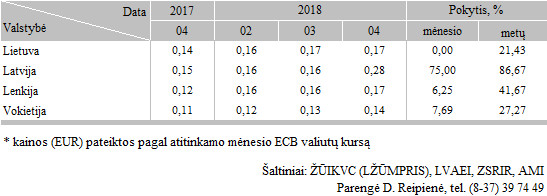 Data 2017 2018 Pokytis, %
Valstybė 04 02 03 04 mėnesio metų
Lietuva 0,14 0,16 0,17 0,17 0,00 21,43
Latvija 0,15 0,16 0,16 0,28 75,00 86,67
Lenkija 0,12 0,16 0,16 0,17 6,25 41,67
Vokietija 0,11 0,12 0,13 0,14 7,69 27,27
* kainos (EUR) pateiktos pagal atitinkamo mėnesio ECB valiutų kursą
Šaltiniai: ŽŪIKVC (LŽŪMPRIS), LVAEI, ZSRIR, AMI
Parengė D. Reipienė, tel. (8-37) 39 74 49